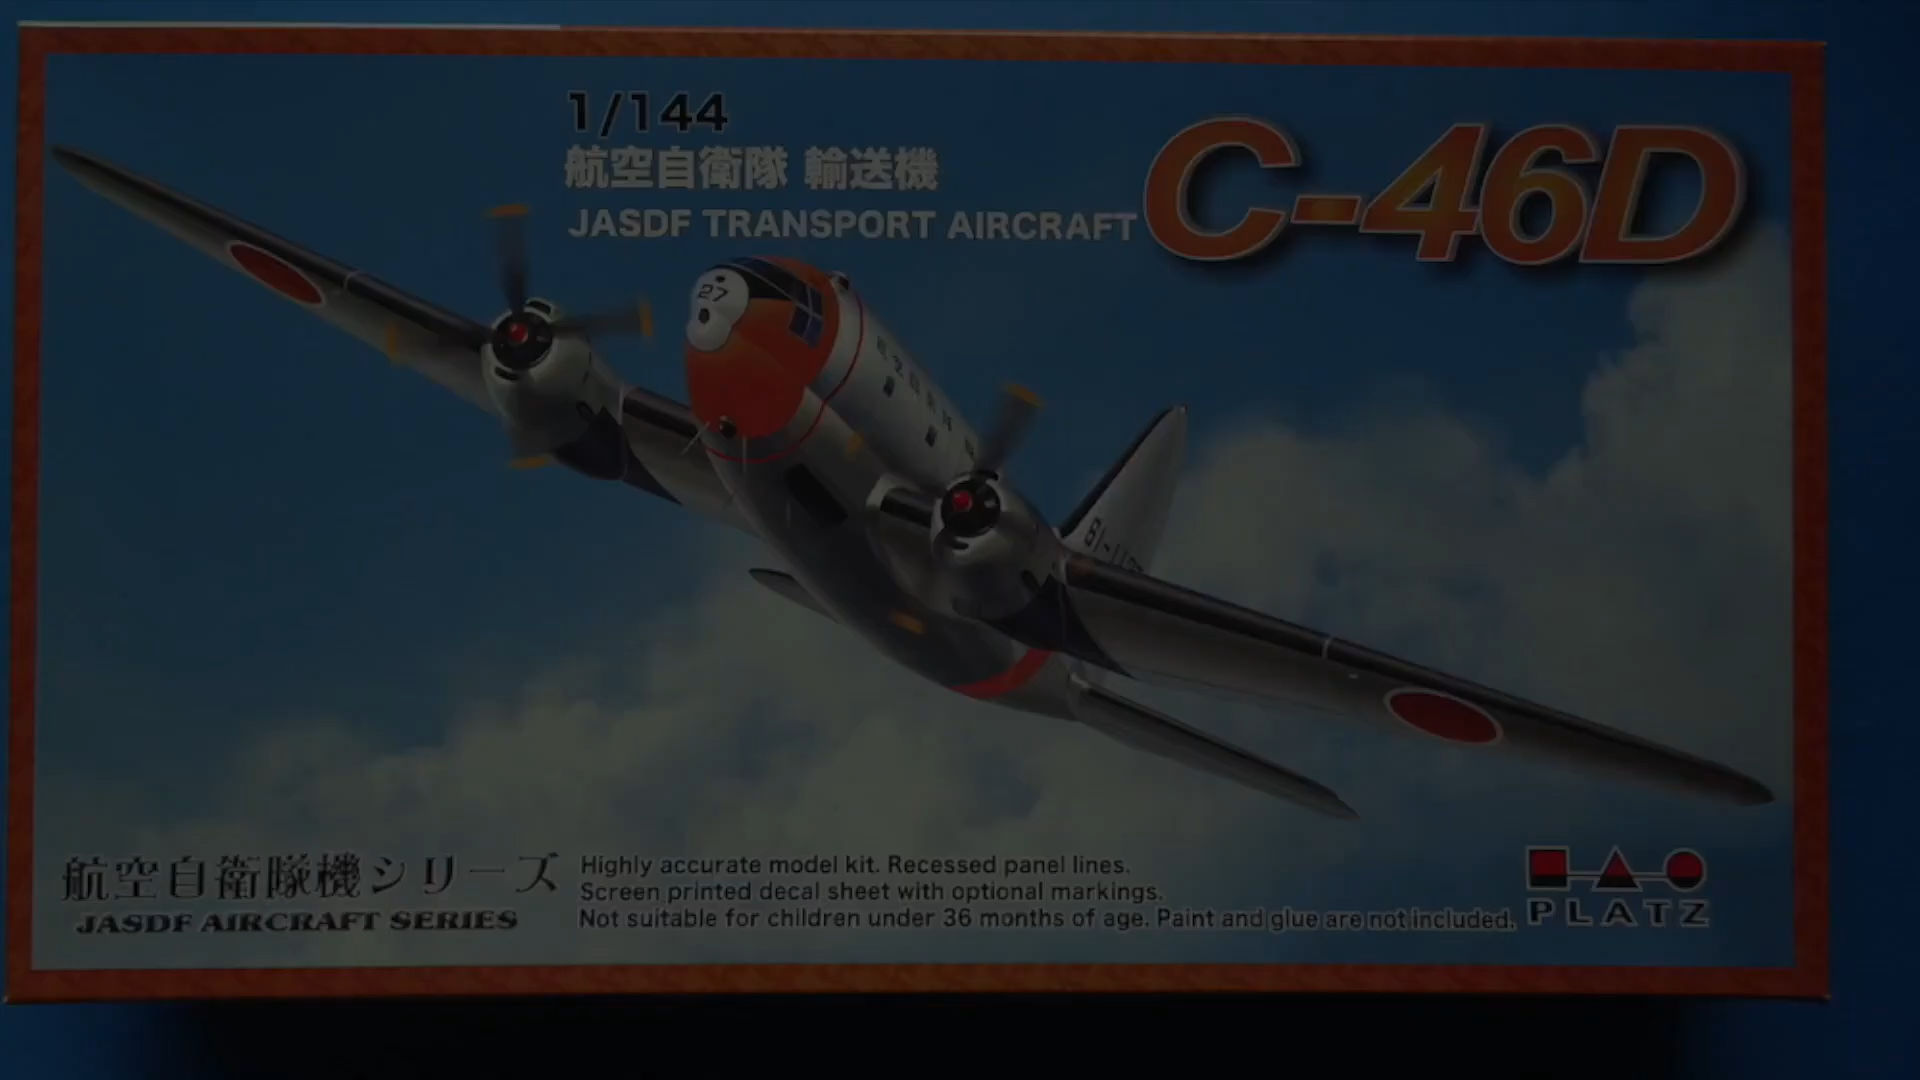 1/144
航空自衛隊 輸送機
JASDF TRANSPORT AIRCRAFT
C-46D
27
航空自衛隊機シリーズ
JASDF AIRCRAFT SERIES
Highly accurate model kit. Recessed panel lines.
Screen printed decal sheet with optional markings.
Not suitable for children under 36 months of age. Paint and glue are not included.
PLATZ